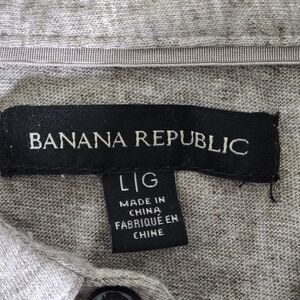 BANANA REPUBLIC
L|G
MADE IN
CHINA
FABRIQUÉ EN
CHINE